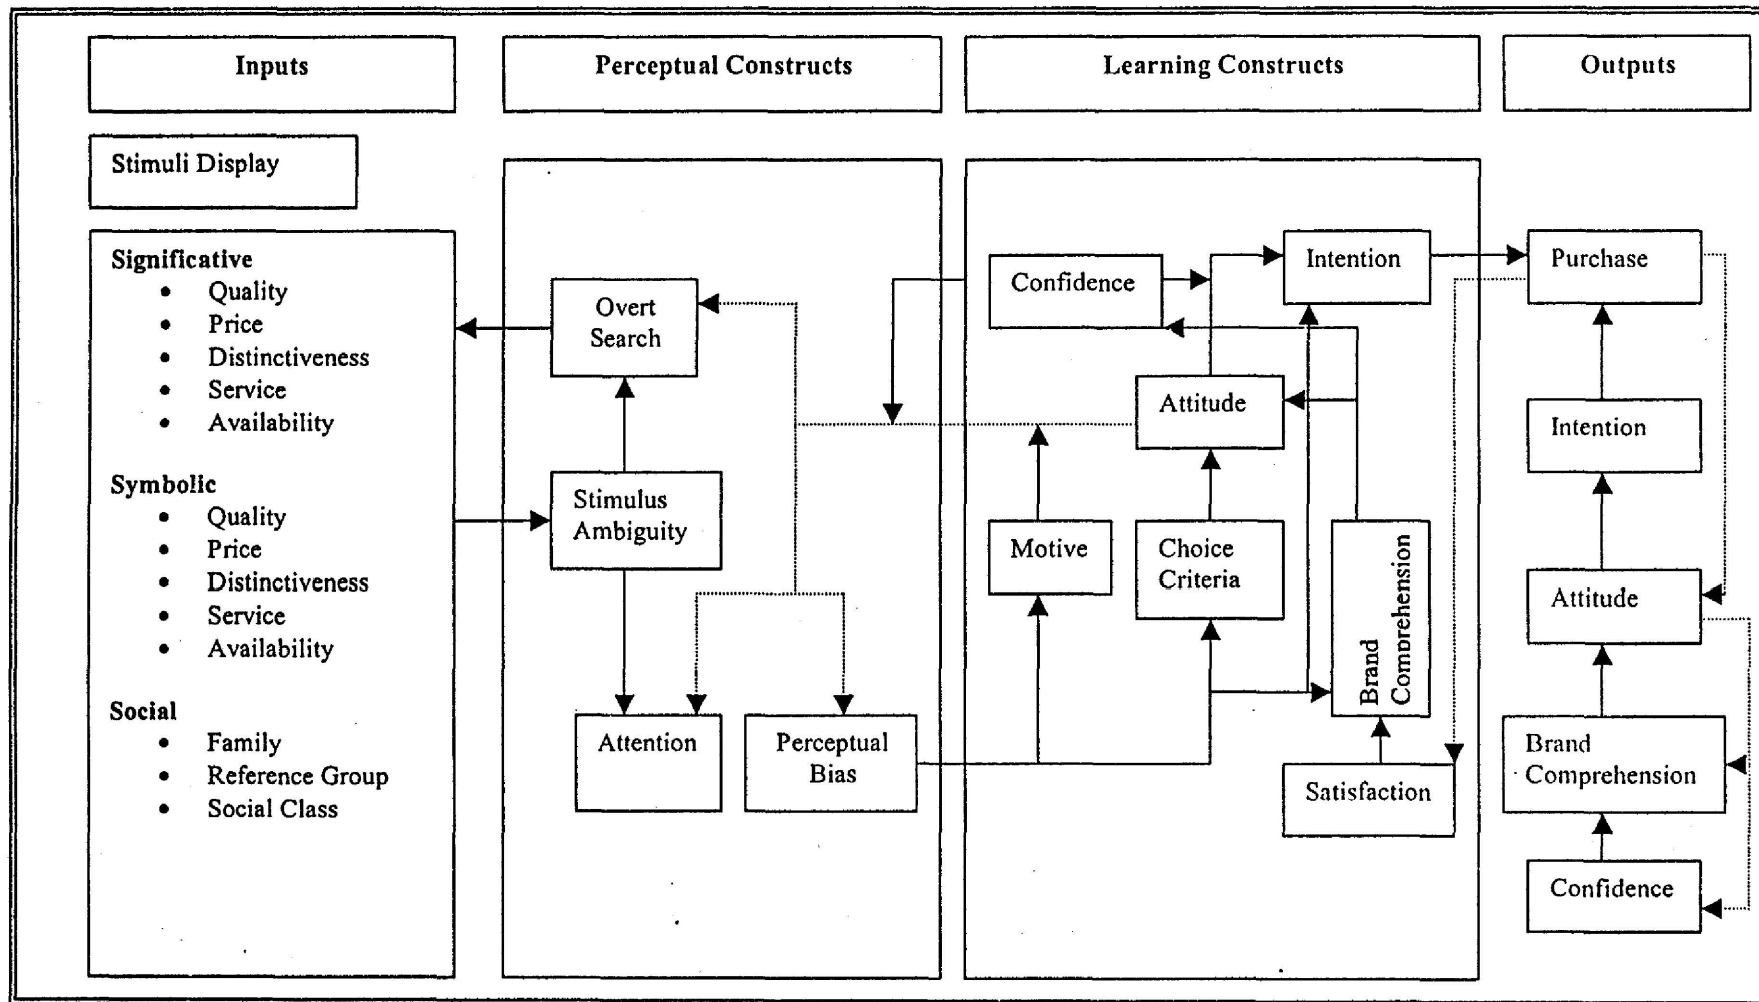 Inputs
Perceptual Constructs
Learning Constructs
Outputs
Stimuli Display
Significative
• Quality
• Price
• Distinctiveness
• Service
• Availability
Symbolic
• Quality
• Price
• Distinctiveness
• Service
• Availability
Social
• Family
• Reference Group
• Social Class
Overt
Search
Stimulus
Ambiguity
Attention
Perceptual
Bias
Confidence
Intention
Attitude
Motive
Choice
Criteria
Brand
Comprehension
Satisfaction
Purchase
Intention
Attitude
Brand
Comprehension
Confidence